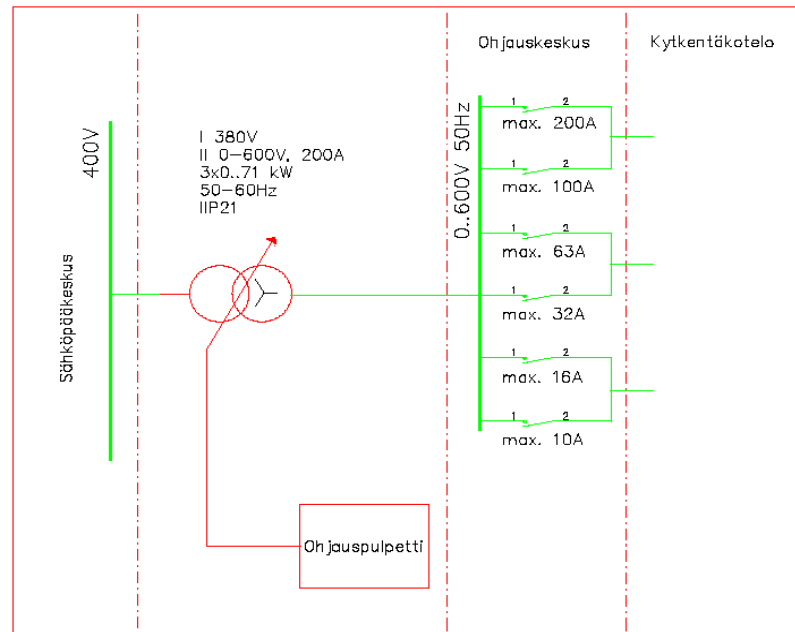 Ohjauskeskus
Kytkentäkotelo
400V
Sähköpääkeskus
I 380V
II 0-600V, 200A
3x0..71 kW
50-60Hz
IIP21
0..600V 50Hz
1 2
max. 200A
1 2
max. 100A
1 2
max. 63A
1 2
max. 32A
1 2
max. 16A
1 2
max. 10A
Ohjauspulpetti